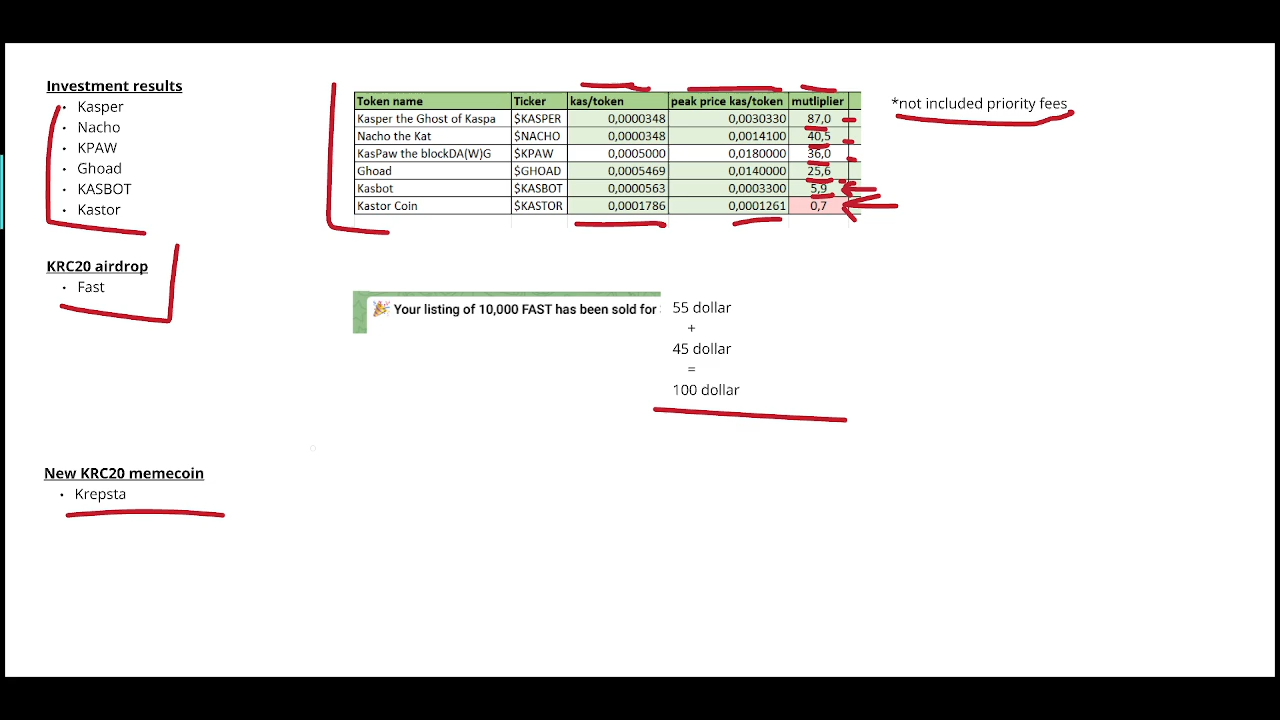 Investment results
• Kasper
• Nacho
• KPAW
• Ghoad
• KASBOT
• Kastor
Token name Ticker kas/token peak price kas/token mutliplier
Kasper the Ghost of Kaspa $KASPER 0,0000348 0,0030330 87,0
Nacho the Kat $NACHO 0,0000348 0,0014100 40,5
KasPaw the blockDA(W)G $KPAW 0,0005000 0,0180000 36,0
Ghoad $GHOAD 0,0005469 0,0140000 25,6
Kasbot $KASBOT 0,0000563 0,0003300 5,9
Kastor Coin $KASTOR 0,0001786 0,0001261 0,7
*not included priority fees
KRC20 airdrop
• Fast
Your listing of 10,000 FAST has been sold for
55 dollar
+
45 dollar
=
100 dollar
New KRC20 memecoin
• Krepsta